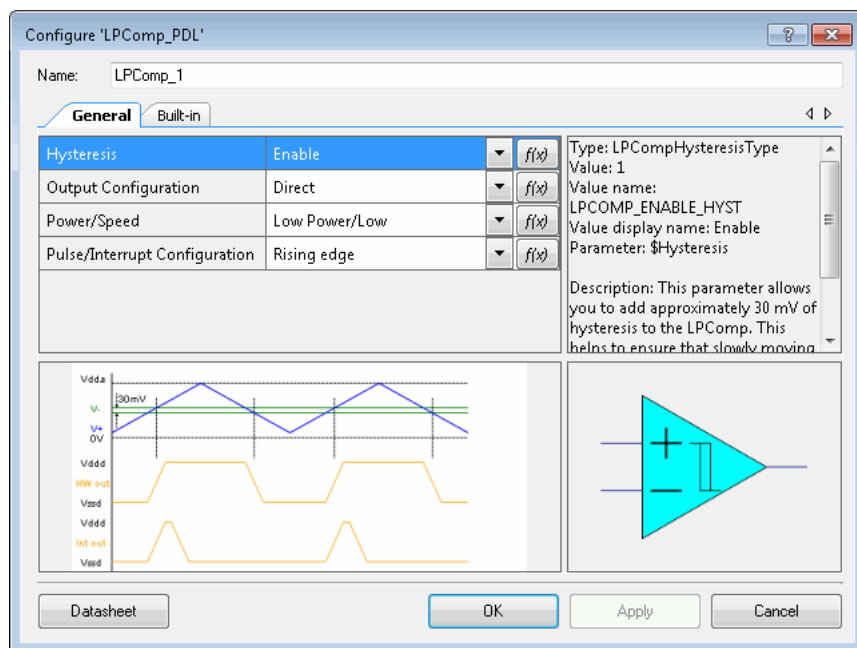 Configure 'LPComp_PDL'
Name: LPComp_1
General Built-in
Hysteresis Enable f(x)
Output Configuration Direct f(x)
Power/Speed Low Power/Low f(x)
Pulse/Interrupt Configuration Rising edge f(x)
Type: LPCompHysteresisType
Value: 1
Value name:
LPCOMP_ENABLE_HYST
Value display name: Enable
Parameter: $Hysteresis
Description: This parameter allows
you to add approximately 30 mV of
hysteresis to the LPComp. This
helps to ensure that slowly moving
Vdda
30mV
V-
V+
0V
Vddd
HW out
Vssd
Vddd
Int out
Vssd
Datasheet OK Apply Cancel